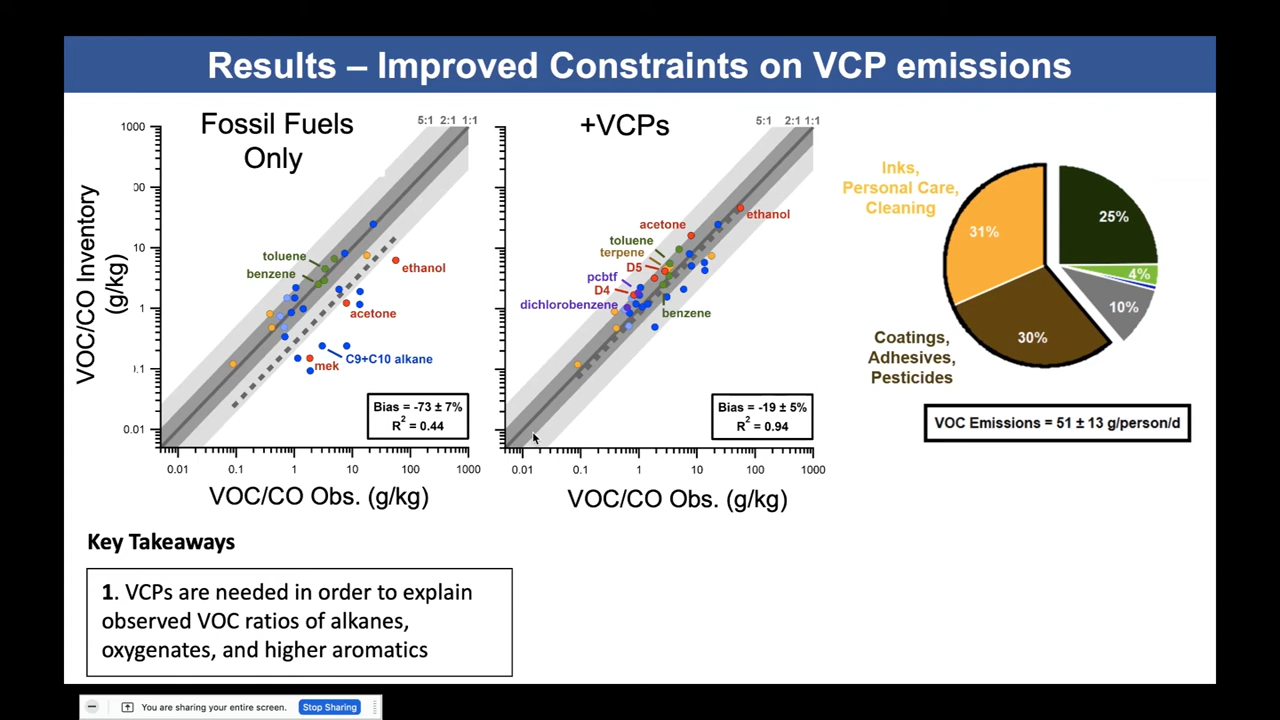 Results – Improved Constraints on VCP emissions
Fossil Fuels
Only
5:1 2:1 1:1
VOC/CO Inventory
(g/kg)
1000
00
10
1
.1
0.01
toluene
benzene
ethanol
acetone
C9+C10 alkane
mek
Bias = -73 ± 7%
R2 = 0.44
0.01 0.1 1 10 100 1000
VOC/CO Obs. (g/kg)
+VCPs
5:1 2:1 1:1
acetone
ethanol
toluene
terpene
D5
pcbtf
D4
dichlorobenzene
benzene
Bias = -19 ± 5%
R2 = 0.94
0.01 0.1 1 10 100 1000
VOC/CO Obs. (g/kg)
Inks,
Personal Care,
Cleaning
31%
25%
4%
10%
30%
Coatings,
Adhesives,
Pesticides
VOC Emissions = 51 ± 13 g/person/d
Key Takeaways
1. VCPs are needed in order to explain
observed VOC ratios of alkanes,
oxygenates, and higher aromatics
You are sharing your entire screen.
Stop Sharing